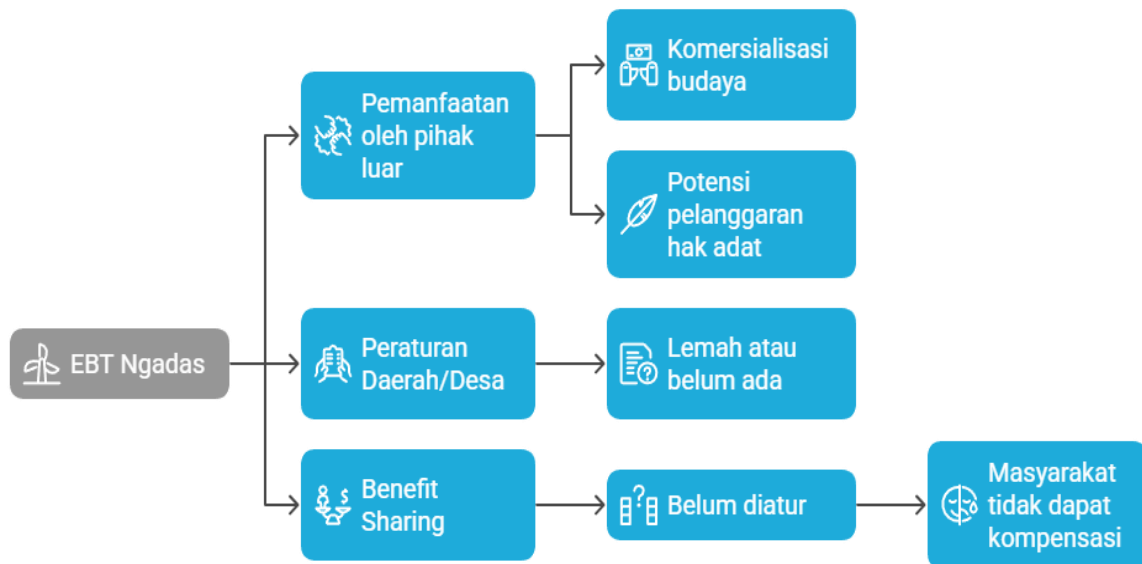 Komersialisasi
budaya
Pemanfaatan
oleh pihak
luar
Potensi
pelanggaran
hak adat
EBT Ngadas
Peraturan
Daerah/Desa
Lemah atau
belum ada
Benefit
Sharing
Belum diatur
Masyarakat
tidak dapat
kompensasi